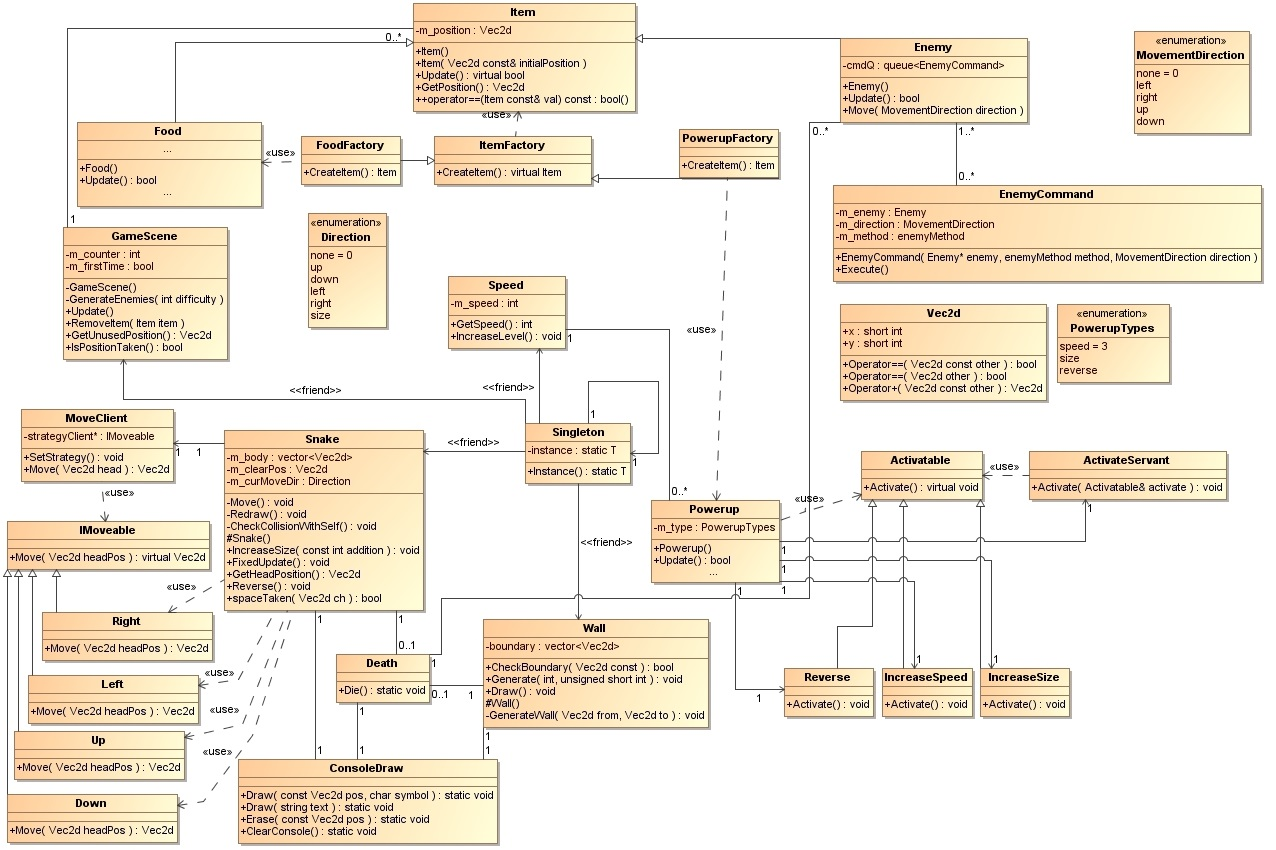 Item
-m_position : Vec2d
+Item()
+Item( Vec2d const& initialPosition )
+Update() : virtual bool
+GetPosition() : Vec2d
++operator==(Item const& val) const : bool()
0..*
«use»
Enemy
-cmdQ : queue<EnemyCommand>
+Enemy()
+Update() : bool
+Move( MovementDirection direction )
0..*
1..*
0..*
«enumeration»
MovementDirection
none = 0
left
right
up
down
Food
...
+Food()
+Update() : bool
...
«use»
FoodFactory
+CreateItem() : Item
ItemFactory
+CreateItem() : virtual Item
PowerupFactory
+CreateItem() : Item
EnemyCommand
-m_enemy : Enemy
-m_direction : MovementDirection
-m_method : enemyMethod
+EnemyCommand( Enemy* enemy, enemyMethod method, MovementDirection direction )
+Execute()
1
GameScene
-m_counter : int
-m_firstTime : bool
-GameScene()
-GenerateEnemies( int difficulty )
+Update()
+RemoveItem( Item item )
+GetUnusedPosition() : Vec2d
+IsPositionTaken() : bool
«enumeration»
Direction
none = 0
up
down
left
right
size
Speed
-m_speed : int
+GetSpeed() : int
+IncreaseLevel() : void
1
«use»
Vec2d
+x : short int
+y : short int
+Operator==( Vec2d const other ) : bool
+Operator==( Vec2d other ) : bool
+Operator+( Vec2d const other ) : Vec2d
«enumeration»
PowerupTypes
speed = 3
size
reverse
<<friend>>
<<friend>>
<<friend>>
<<friend>>
MoveClient
-strategyClient* : IMoveable
+SetStrategy() : void
+Move( Vec2d head ) : Vec2d
1
1
«use»
Snake
-m_body : vector<Vec2d>
-m_clearPos : Vec2d
-m_curMoveDir : Direction
-Move() : void
-Redraw() : void
-CheckCollisionWithSelf() : void
#Snake()
+IncreaseSize( const int addition ) : void
+FixedUpdate() : void
+GetHeadPosition() : Vec2d
+Reverse() : void
+spaceTaken( Vec2d ch ) : bool
Singleton
-instance : static T
+Instance() : static T
1
1
Activatable
+Activate() : virtual void
«use»
ActivateServant
+Activate( Activatable& activate ) : void
1
IMoveable
+Move( Vec2d headPos ) : virtual Vec2d
0..*
Powerup
-m_type : PowerupTypes
+Powerup()
+Update() : bool
...
«use»
1
1
1
1
1
«use»
Right
+Move( Vec2d headPos ) : Vec2d
Left
+Move( Vec2d headPos ) : Vec2d
«use»
Up
+Move( Vec2d headPos ) : Vec2d
«use»
Down
+Move( Vec2d headPos ) : Vec2d
«use»
1
1
0..1
Death
+Die() : static void
1
0..1
1
1
Wall
-boundary : vector<Vec2d>
+CheckBoundary( Vec2d const ) : bool
+Generate( int, unsigned short int ) : void
+Draw() : void
#Wall()
-GenerateWall( Vec2d from, Vec2d to ) : void
1
1
1
1
ConsoleDraw
+Draw( const Vec2d pos, char symbol ) : static void
+Draw( string text ) : static void
+Erase( const Vec2d pos ) : static void
+ClearConsole() : static void
1
Reverse
+Activate() : void
1
IncreaseSpeed
+Activate() : void
1
IncreaseSize
+Activate() : void